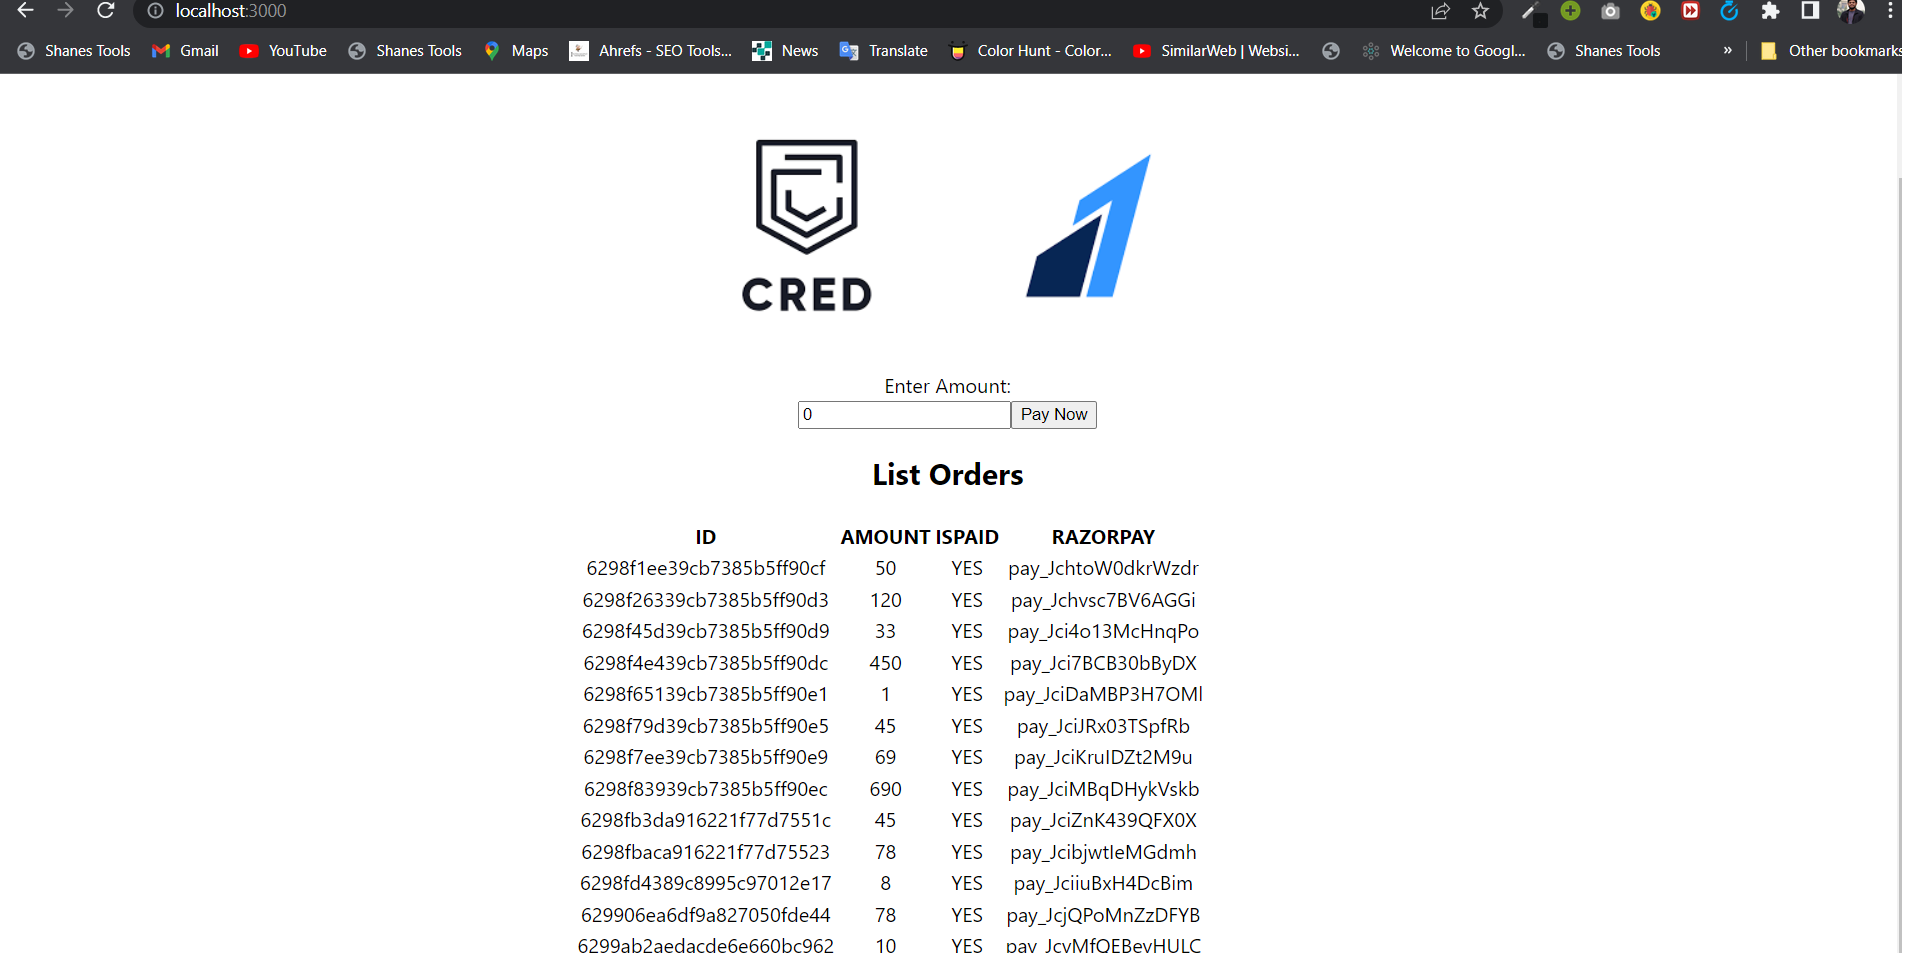 localhost:3000
Shanes Tools Gmail YouTube Shanes Tools Maps Ahrefs - SEO Tools... News Translate Color Hunt - Color... SimilarWeb | Websi... Welcome to Googl... Shanes Tools » Other bookmarks
CRED
Enter Amount:
0 Pay Now
List Orders
ID AMOUNT ISPAID RAZORPAY
6298f1ee39cb7385b5ff90cf 50 YES pay_JchtoW0dkrWzdr
6298f26339cb7385b5ff90d3 120 YES pay_Jchvsc7BV6AGGi
6298f45d39cb7385b5ff90d9 33 YES pay_Jci4o13McHnqPo
6298f4e439cb7385b5ff90dc 450 YES pay_Jci7BCB30bByDX
6298f65139cb7385b5ff90e1 1 YES pay_JciDaMBP3H7OMl
6298f79d39cb7385b5ff90e5 45 YES pay_JciJRx03TSpfRb
6298f7ee39cb7385b5ff90e9 69 YES pay_JciKruIDZt2M9u
6298f83939cb7385b5ff90ec 690 YES pay_JciMBqDHykVskb
6298fb3da916221f77d7551c 45 YES pay_JciZnK439QFX0X
6298fbaca916221f77d75523 78 YES pay_JcibjwtIeMGdmh
6298fd4389c8995c97012e17 8 YES pay_JciiuBxH4DcBim
629906ea6df9a827050fde44 78 YES pay_JcjQPoMnZzDFYB
6299ab2aedacde6e660bc962 10 YES pay_JcvMfQEBevHULC